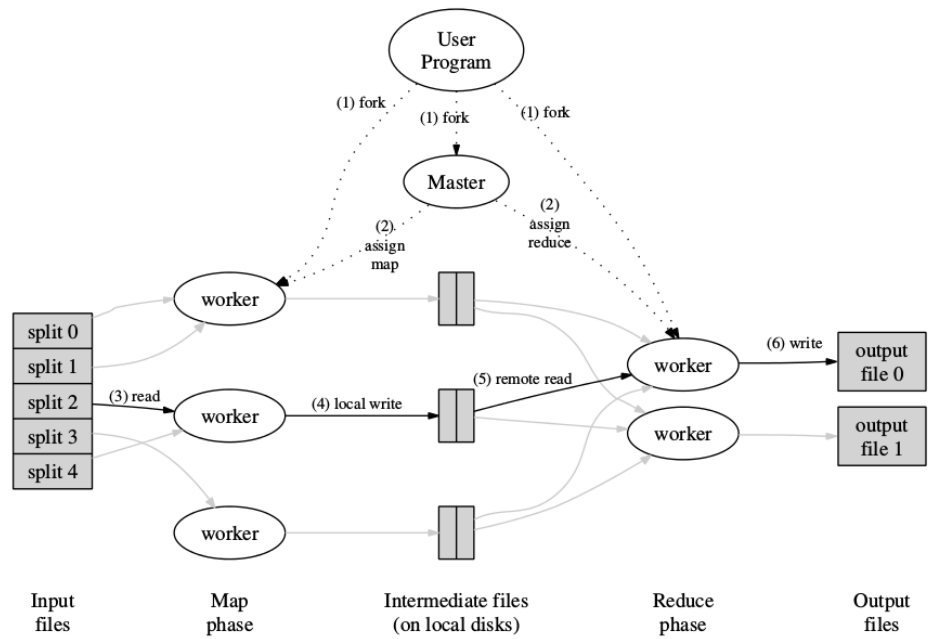 User
Program
(1) fork
(1) fork
(1) fork
Master
(2)
assign
map
(2)
assign
reduce
worker
split 0
split 1
split 2
split 3
split 4
(3) read
worker
(4) local write
(5) remote read
worker
(6) write
output
file 0
worker
output
file 1
worker
Input
files
Map
phase
Intermediate files
(on local disks)
Reduce
phase
Output
files